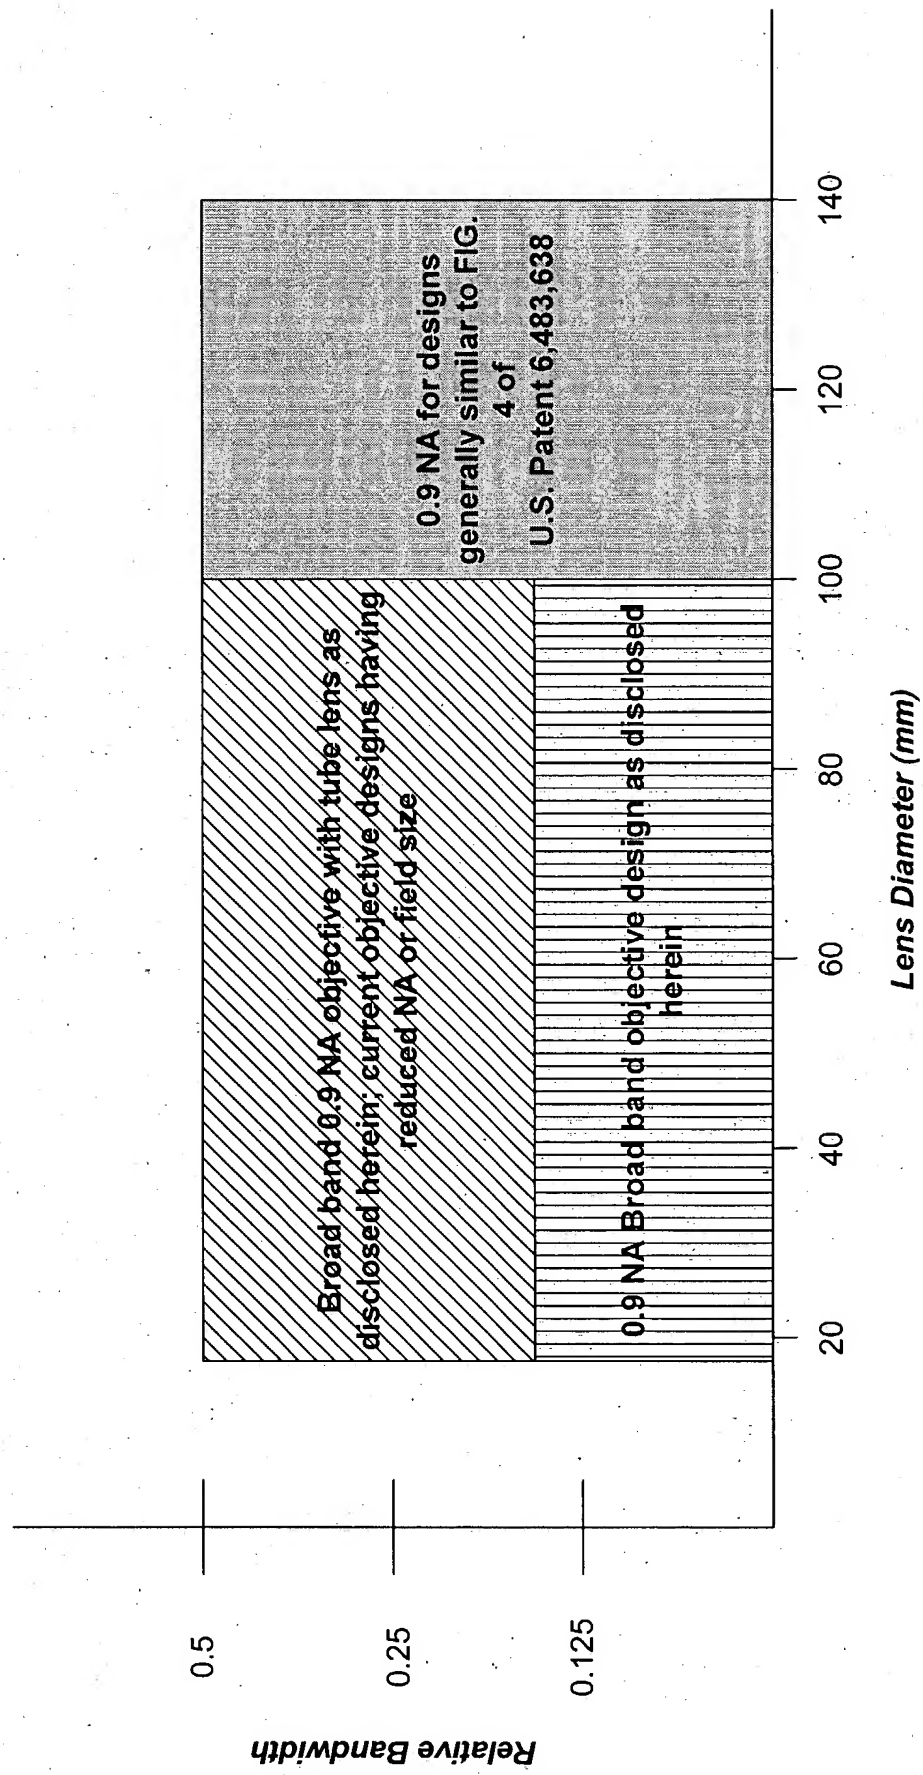 Relative Bandwidth
0.5
0.25
0.125
Broad band 0.9 NA objective with tube lens as
disclosed herein; current objective designs having
reduced NA or field size
0.9 NA Broad band objective design as disclosed
herein
0.9 NA for designs
generally similar to FIG.
4 of
U.S. Patent 6,483,638
20
40
60
80
100
120
140
Lens Diameter (mm)